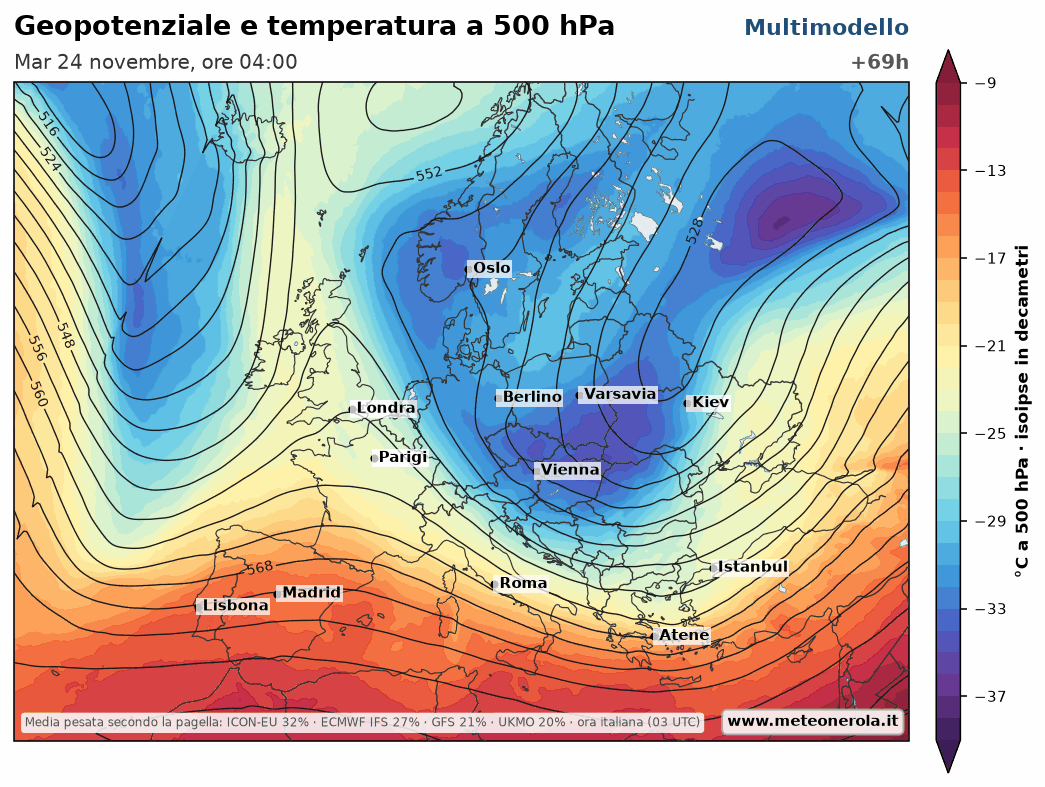 Geopotenziale e temperatura a 500 hPa
Multimodello
Mar 24 novembre, ore 04:00
+69h
516
524
552
528
548
556
560
568
Oslo
Berlino
Varsavia
Kiev
Londra
Parigi
Vienna
Istanbul
Roma
Madrid
Lisbona
Atene
−9
−13
−17
−21
−25
−29
−33
−37
°C a 500 hPa · isoipse in decametri
Media pesata secondo la pagella: ICON-EU 32% · ECMWF IFS 27% · GFS 21% · UKMO 20% · ora italiana (03 UTC)
www.meteonerola.it